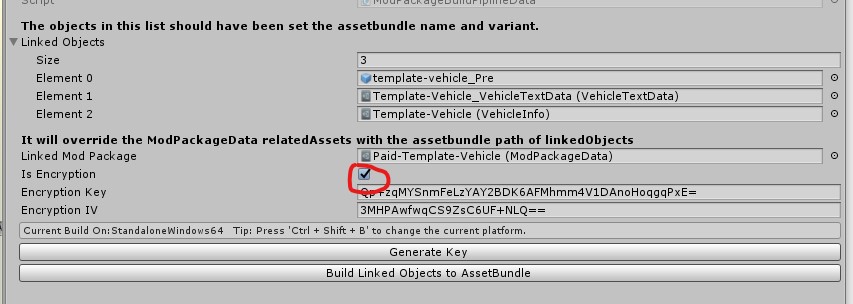 Script
ModPackageBuildPiplineData
The objects in this list should have been set the assetbundle name and variant.
Linked Objects
Size 3
Element 0 template-vehicle_Pre
Element 1 Template-Vehicle_VehicleTextData (VehicleTextData)
Element 2 Template-Vehicle (VehicleInfo)
It will override the ModPackageData relatedAssets with the assetbundle path of linkedObjects
Linked Mod Package Paid-Template-Vehicle (ModPackageData)
Is Encryption
Encryption Key
Encryption IV 3MHPAwfwqCS9ZsC6UF+NLQ==
Current Build On:StandaloneWindows64 Tip: Press 'Ctrl + Shift + B' to change the current platform.
Generate Key
Build Linked Objects to AssetBundle